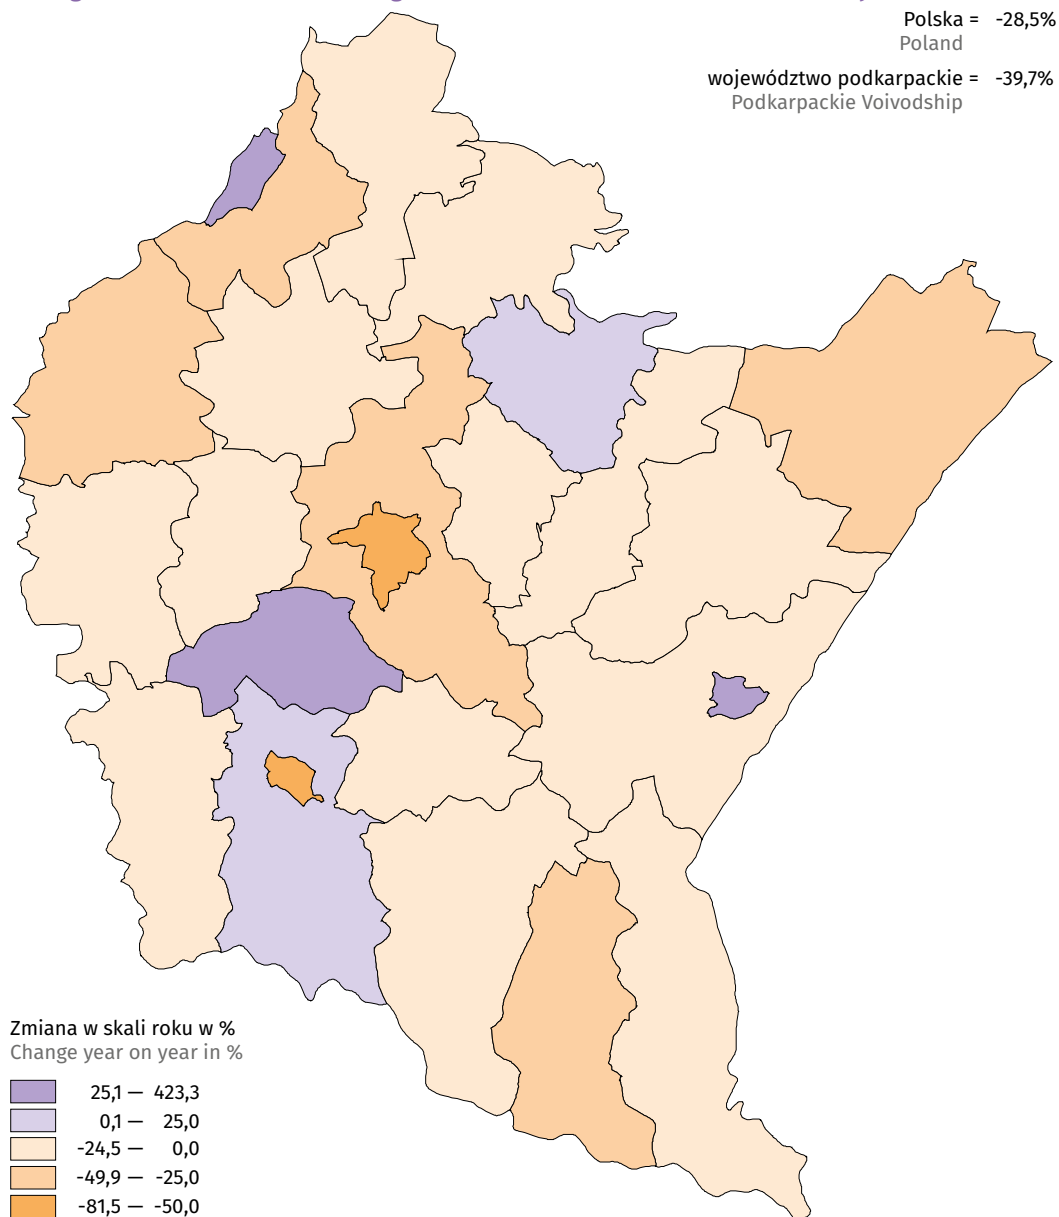 Polska = -28,5%
Poland
województwo podkarpackie = -39,7%
Podkarpackie Voivodship
Zmiana w skali roku w %
Change year on year in %
25,1 — 423,3
0,1 — 25,0
-24,5 — 0,0
-49,9 — -25,0
-81,5 — -50,0